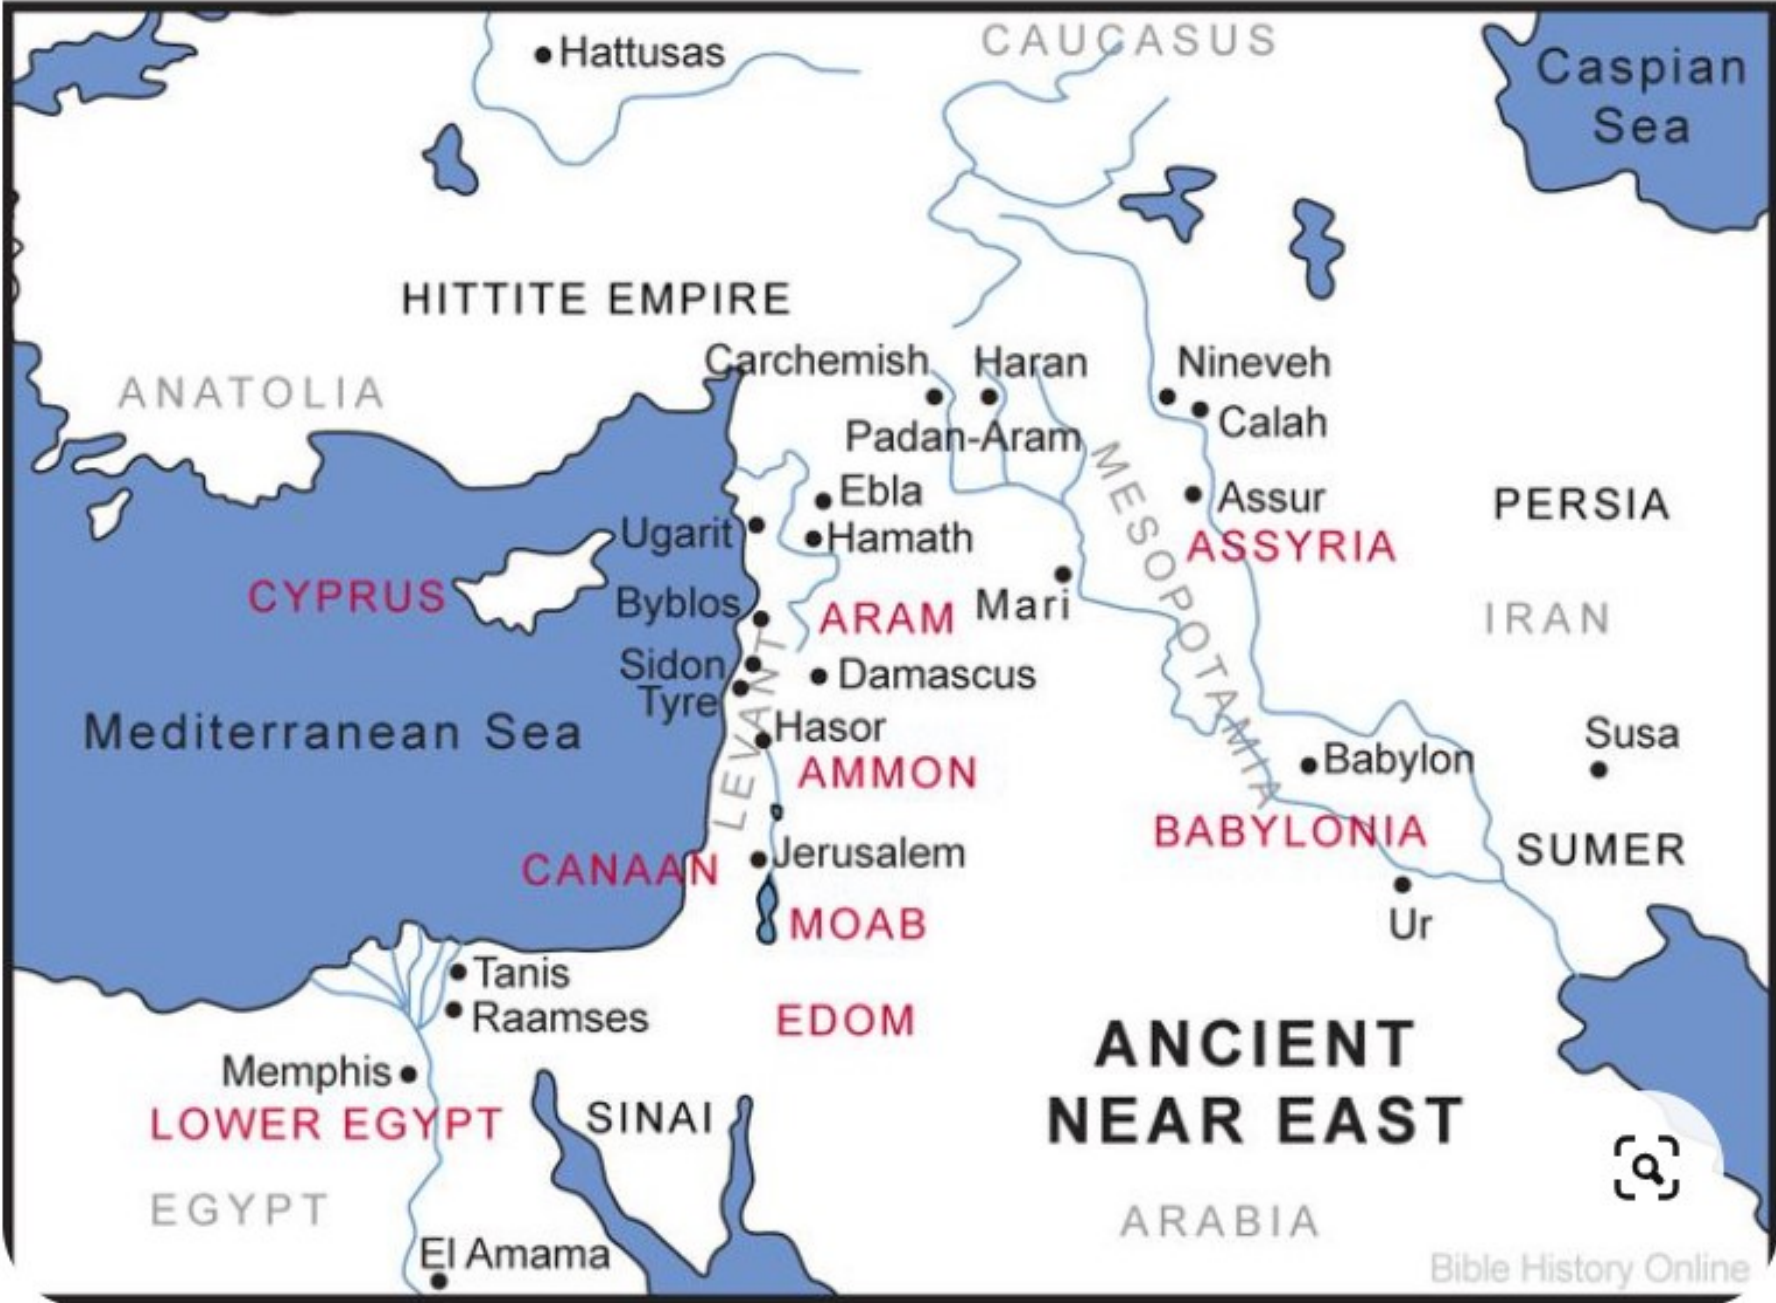 Hattusas
CAUCASUS
Caspian
Sea
HITTITE EMPIRE
ANATOLIA
Carchemish
Haran
Nineveh
Calah
Padan-Aram
MESOPOTAMIA
Ebla
Assur
PERSIA
Ugarit
Hamath
ASSYRIA
CYPRUS
Byblos
ARAM
Mari
IRAN
Sidon
Damascus
Tyre
LEVANT
Hasor
Mediterranean Sea
Susa
AMMON
Babylon
BABYLONIA
SUMER
CANAAN
Jerusalem
MOAB
Ur
Tanis
Raamses
EDOM
ANCIENT
NEAR EAST
Memphis
LOWER EGYPT
SINAI
EGYPT
ARABIA
El Amama
Bible History Online